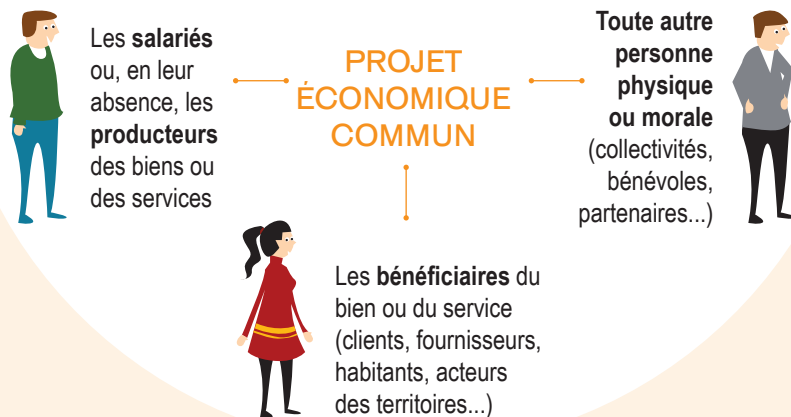 Les salariés
ou, en leur
absence, les
producteurs
des biens ou
des services
PROJET
ÉCONOMIQUE
COMMUN
Toute autre
personne
physique
ou morale
(collectivités,
bénévoles,
partenaires...)
Les bénéficiaires du
bien ou du service
(clients, fournisseurs,
habitants, acteurs
des territoires...)